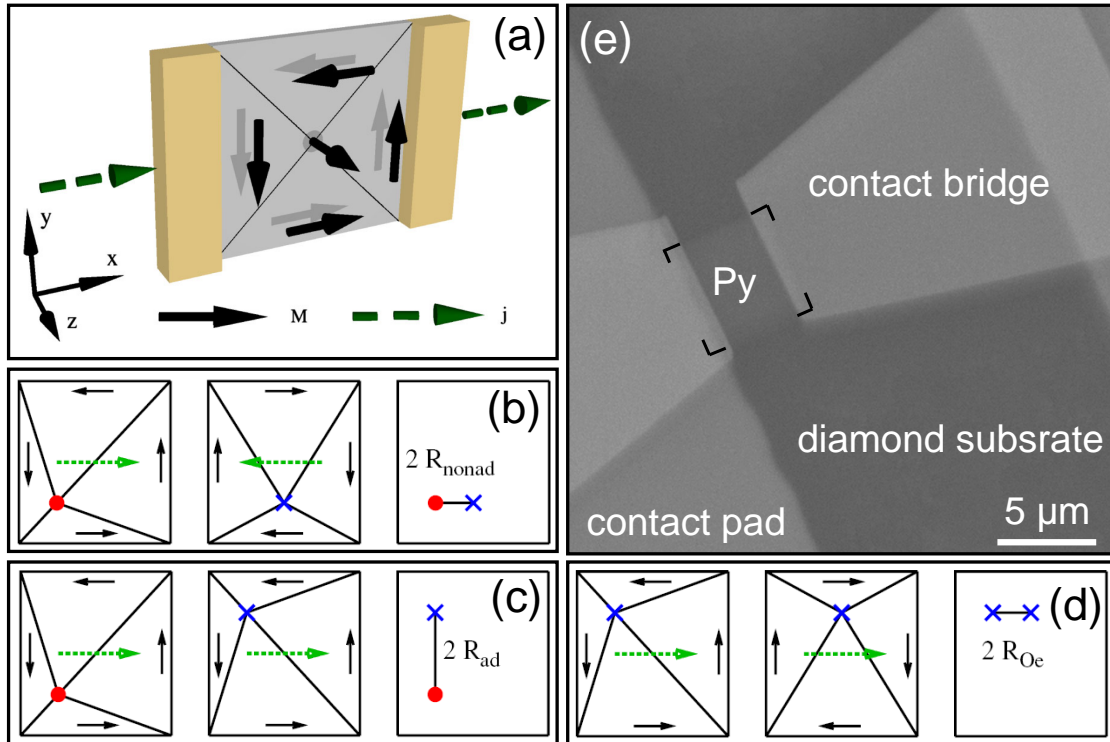 (a)
y
x
z
M
j
(b)
2 R_nonad
(c)
2 R_ad
(d)
2 R_Oe
(e)
contact bridge
Py
diamond subsrate
contact pad
5 μm